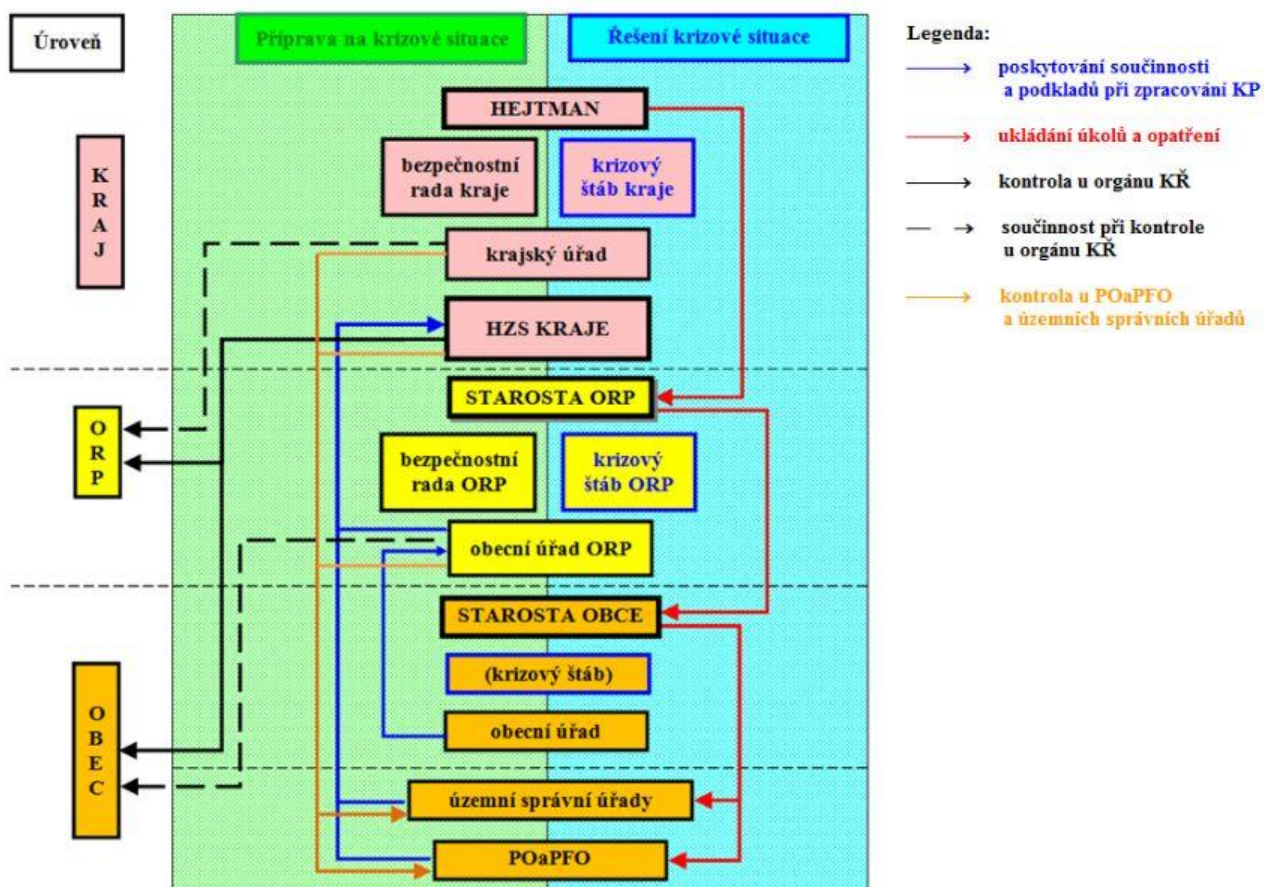 Úroveň
Příprava na krizové situace
Řešení krizové situace
Legenda:
poskytování součinnosti
a podkladů při zpracování KP
ukládání úkolů a opatření
kontrola u orgánu KŘ
součinnost při kontrole
u orgánu KŘ
kontrola u POaPFO
a územních správních úřadů
K
R
A
J
HEJTMAN
bezpečnostní
rada kraje
krizový
štáb kraje
krajský úřad
HZS KRAJE
O
R
P
STAROSTA ORP
bezpečnostní
rada ORP
krizový
štáb ORP
obecní úřad ORP
O
B
E
C
STAROSTA OBCE
(krizový štáb)
obecní úřad
územní správní úřady
POaPFO